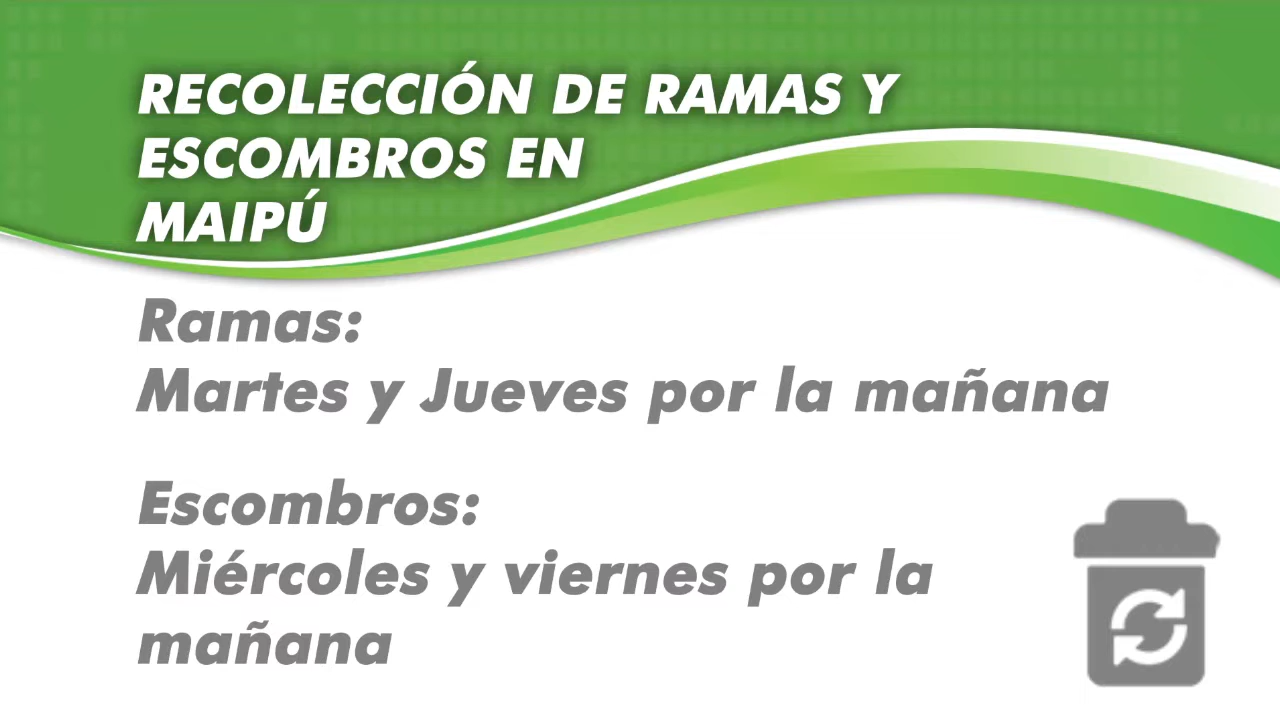 RECOLECCIÓN DE RAMAS Y
ESCOMBROS EN
MAIPÚ
Ramas:
Martes y Jueves por la mañana
Escombros:
Miércoles y viernes por la
mañana